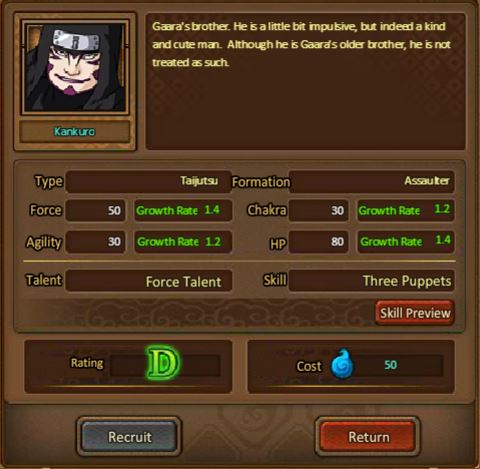 Gaara's brother. He is a little bit impulsive, but indeed a kind
and cute man. Although he is Gaara's older brother, he is not
treated as such.
Kankuro
Type Taijutsu Formation Assaulter
Force 50 Growth Rate 1.4 Chakra 30 Growth Rate 1.2
Agility 30 Growth Rate 1.2 HP 80 Growth Rate 1.4
Talent Force Talent Skill Three Puppets
Skill Preview
Rating D Cost 50
Recruit Return